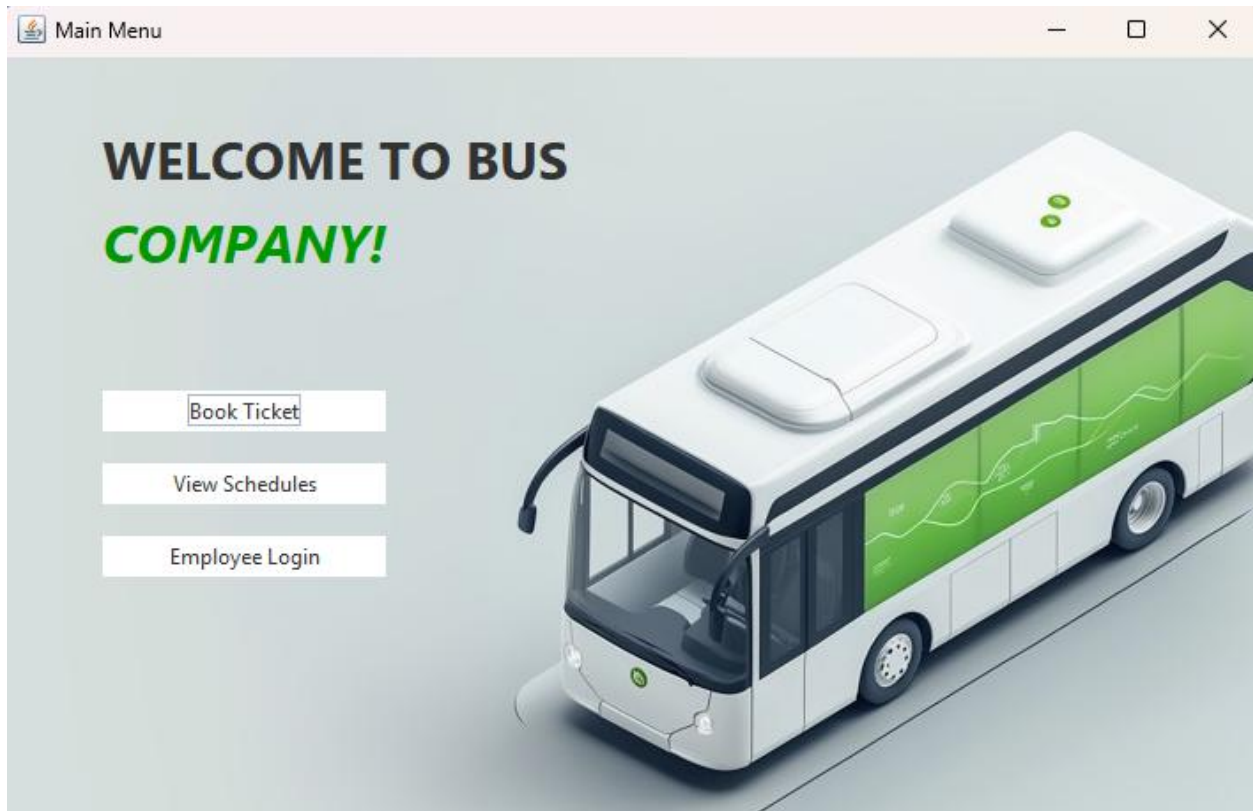 Main Menu
WELCOME TO BUS
COMPANY!
Book Ticket
View Schedules
Employee Login